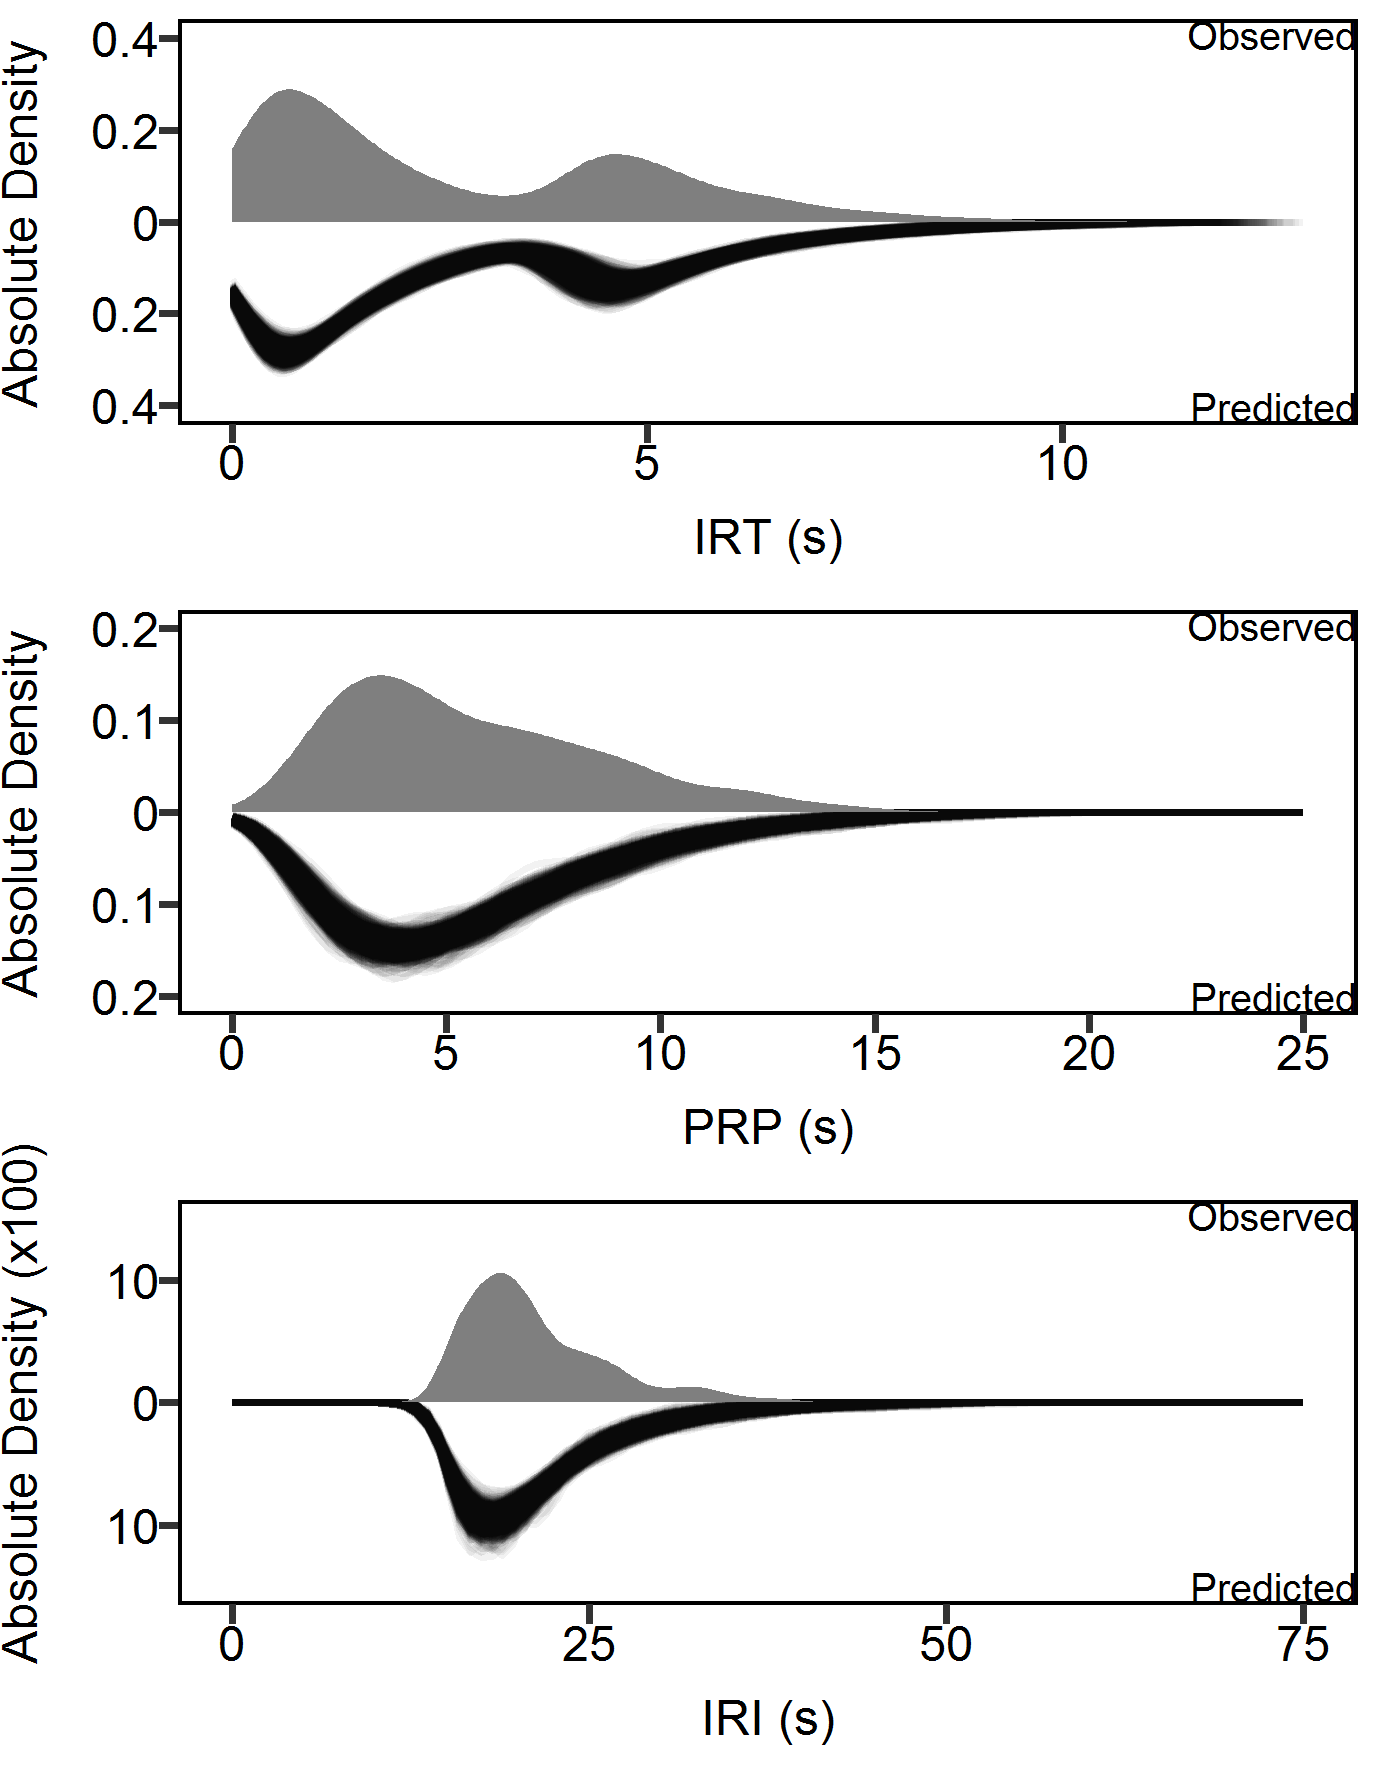 Absolute Density
0.4
0.2
0
0.2
0.4
Observed
Predicted
0 5 10
IRT (s)
Absolute Density
0.2
0.1
0
0.1
0.2
Observed
Predicted
0 5 10 15 20 25
PRP (s)
Absolute Density (x100)
10
0
10
Observed
Predicted
0 25 50 75
IRI (s)